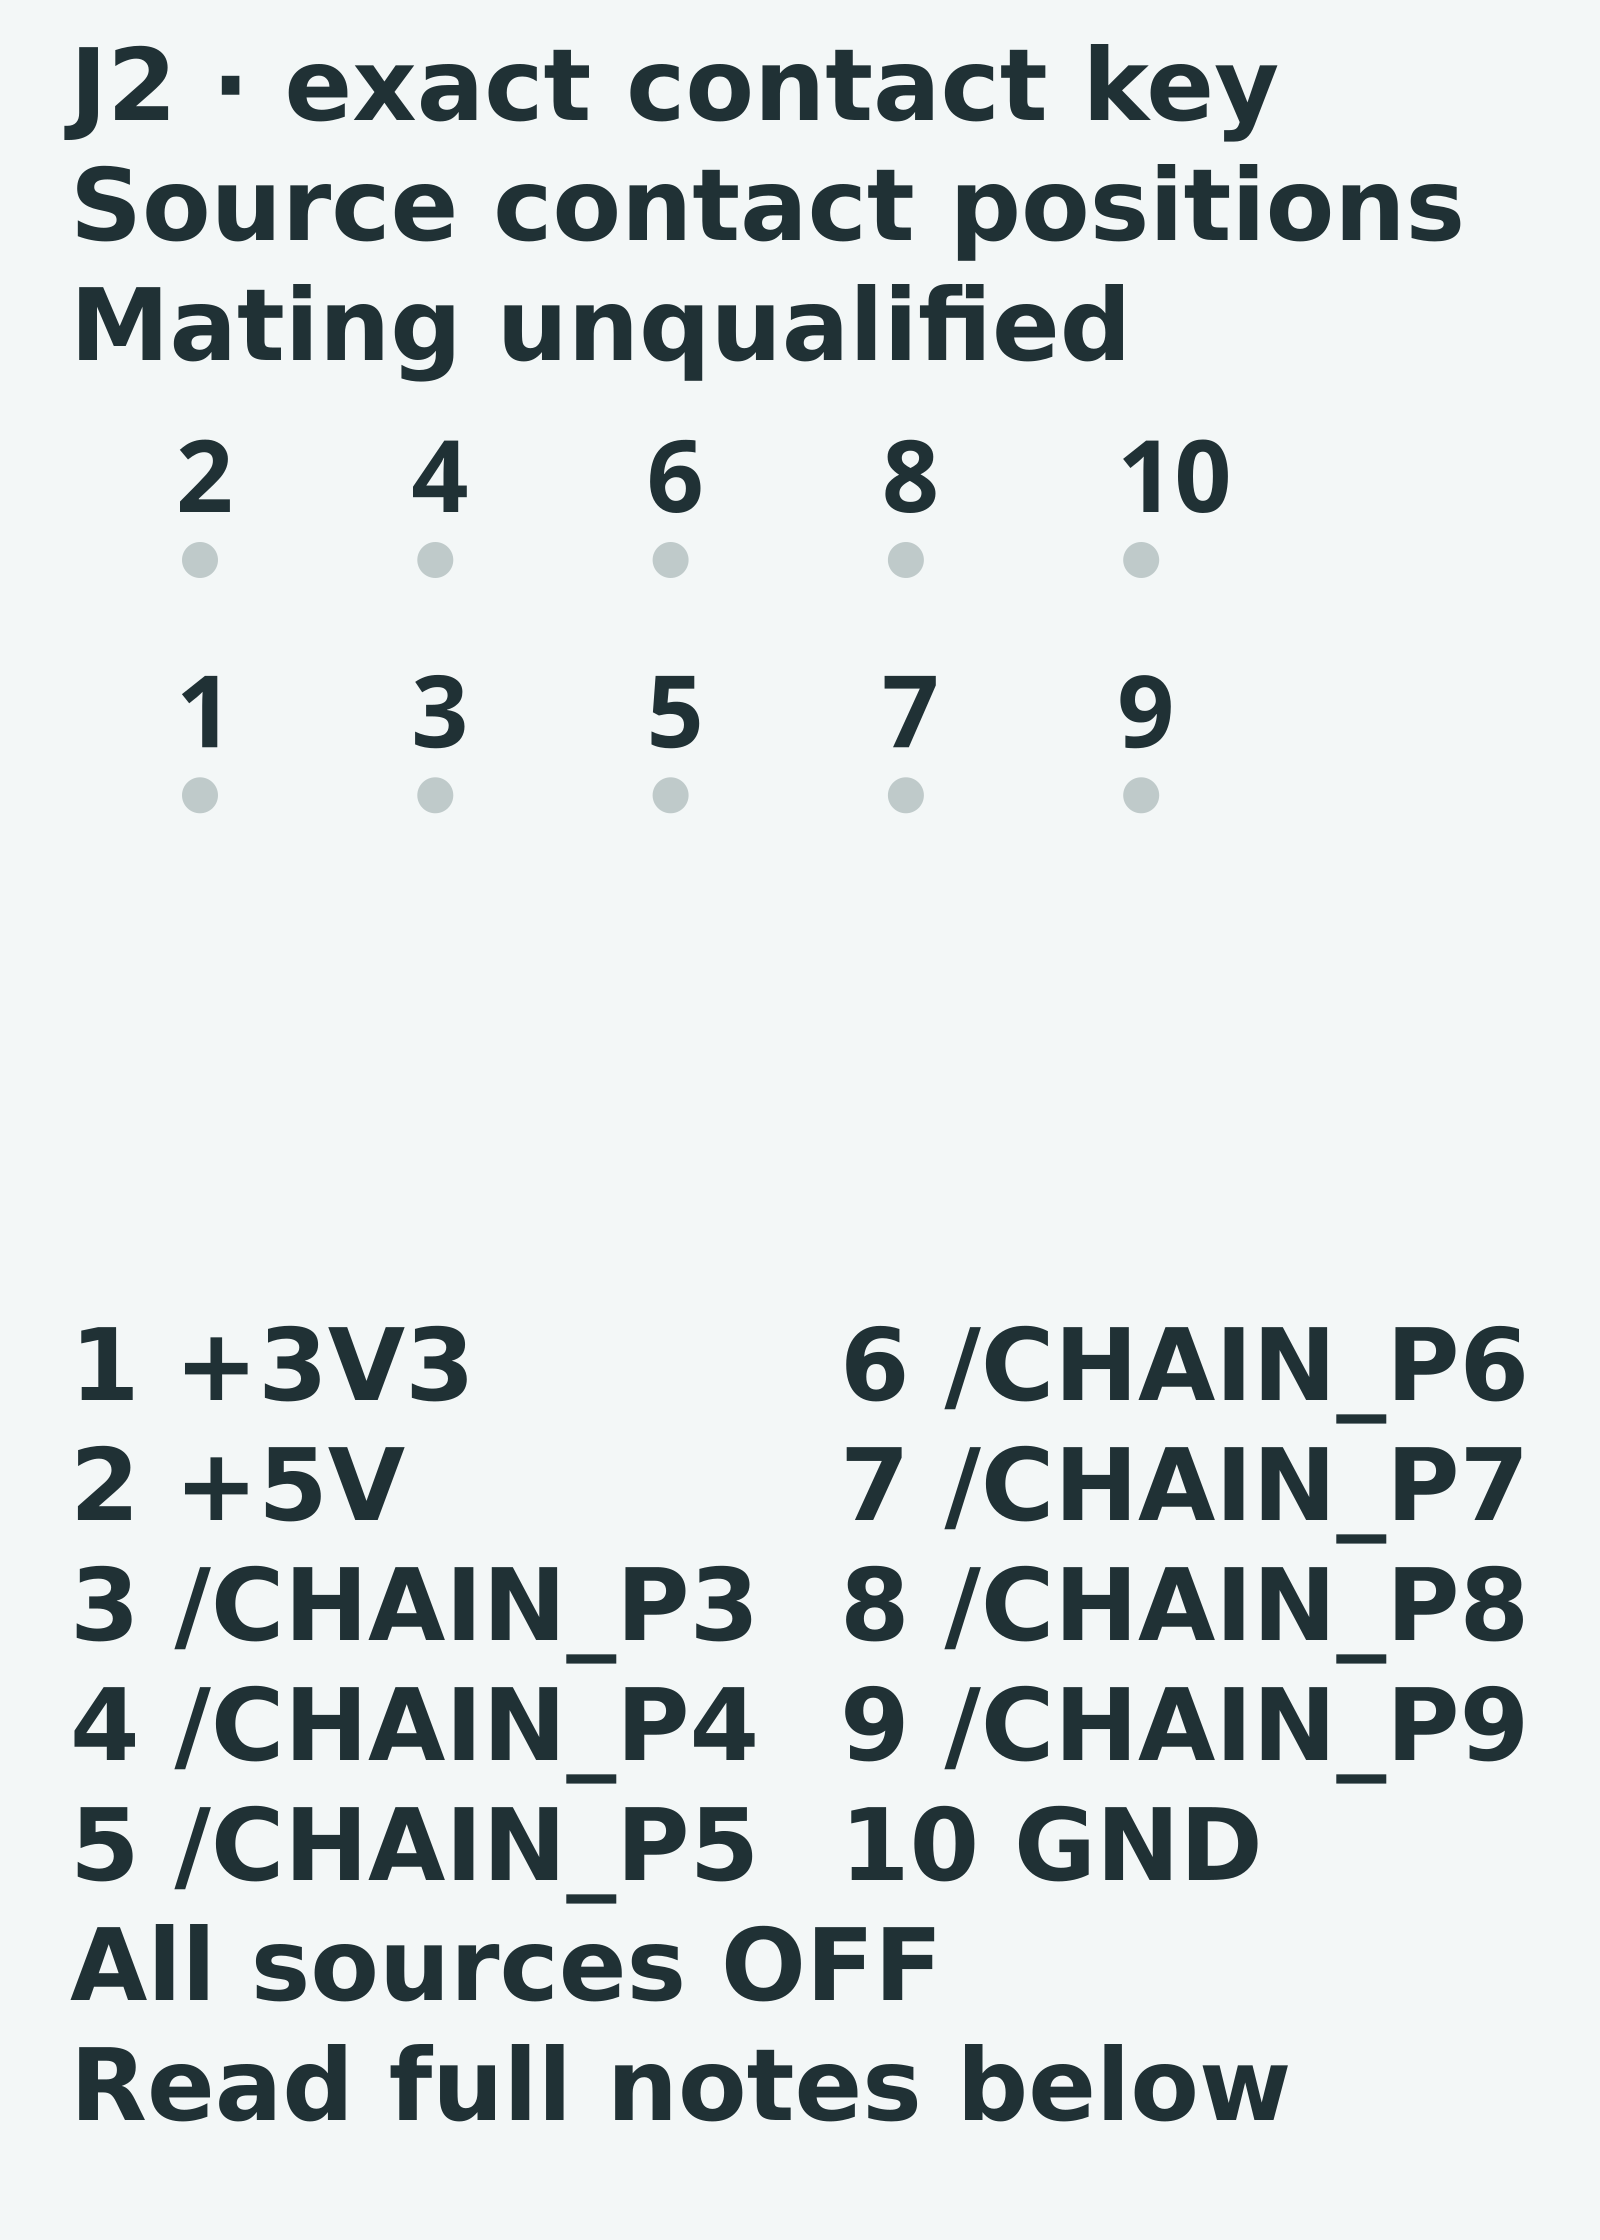 J2 · exact contact key
Source contact positions
Mating unqualified
2 4 6 8 10
1 3 5 7 9
1 +3V3 6 /CHAIN_P6
2 +5V 7 /CHAIN_P7
3 /CHAIN_P3 8 /CHAIN_P8
4 /CHAIN_P4 9 /CHAIN_P9
5 /CHAIN_P5 10 GND
All sources OFF
Read full notes below